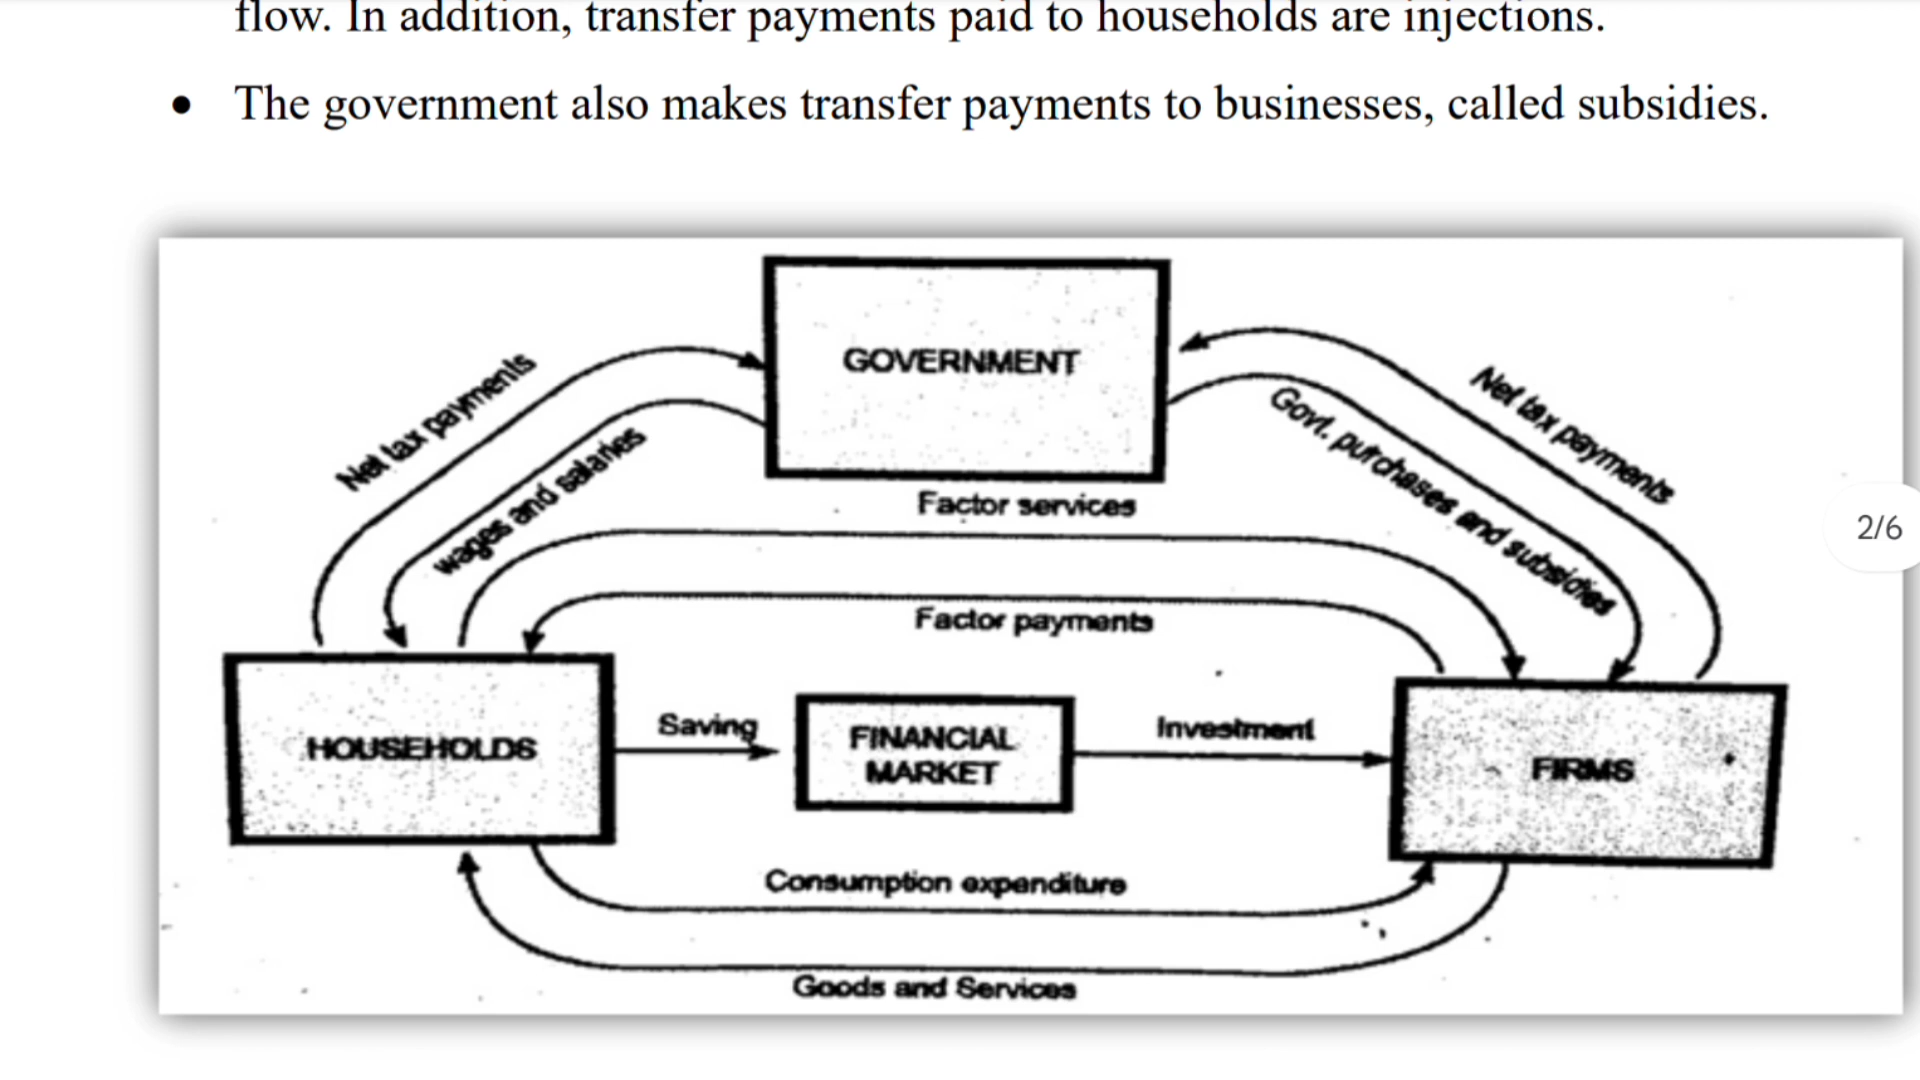 flow. In addition, transfer payments paid to households are injections.
• The government also makes transfer payments to businesses, called subsidies.
GOVERNMENT
Net tax payments
wages and salaries
Net tax payments
Govt. purchases and subsidies
Factor services
Factor payments
HOUSEHOLDS
Saving
FINANCIAL
MARKET
Investment
FIRMS
Consumption expenditure
Goods and Services
2/6